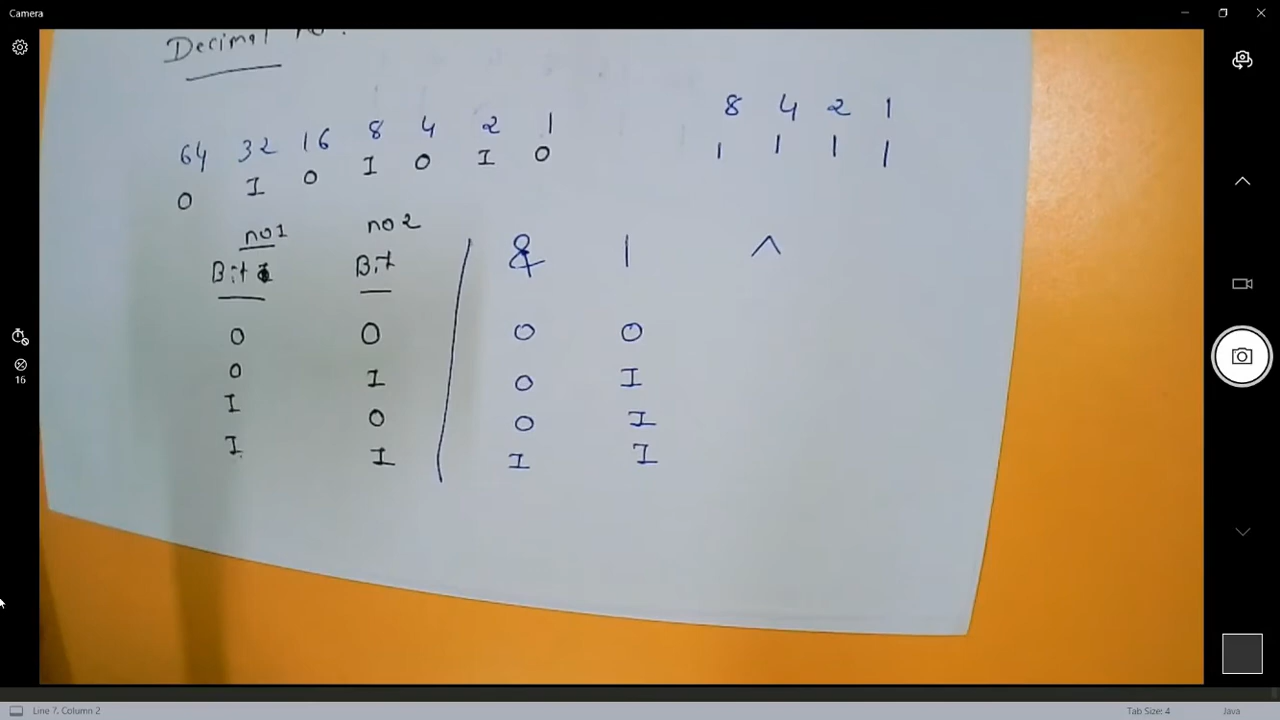 Camera
Decimal no.
64 32 16 8 4 2 1
0 1 0 1 0 1 0
8 4 2 1
1 1 1 1
no1 no2
Bit Bit & | ^
0 0 0 0
0 1 0 1
1 0 0 1
1 1 1 1
16
Line 7, Column 2
Tab Size: 4
Java